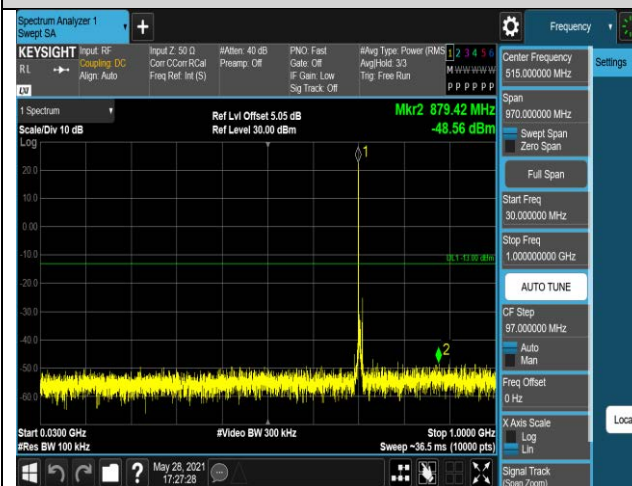 Spectrum Analyzer 1
Swept SA
+
Frequency
KEYSIGHT
RL
LXI
Input: RF
Coupling: DC
Align: Auto
Input Z: 50 Ω
Corr CCorr RCal
Freq Ref: Int (S)
#Atten: 40 dB
Preamp: Off
PNO: Fast
Gate: Off
IF Gain: Low
Sig Track: Off
#Avg Type: Power (RMS
Avg|Hold: 3/3
Trig: Free Run
1 2 3 4 5 6
M W W W W W
P P P P P P
1 Spectrum
Scale/Div 10 dB
Log
Ref Lvl Offset 5.05 dB
Ref Level 30.00 dBm
Mkr2 879.42 MHz
-48.56 dBm
1
20.0
10.0
0.00
-10.0
DL1 -13.00 dBm
-20.0
-30.0
-40.0
2
-50.0
-60.0
Start 0.0300 GHz
#Res BW 100 kHz
#Video BW 300 kHz
Stop 1.0000 GHz
Sweep ~36.5 ms (10000 pts)
?
May 28, 2021
17:27:28
Center Frequency
515.000000 MHz
Settings
Span
970.000000 MHz
Swept Span
Zero Span
Full Span
Start Freq
30.000000 MHz
Stop Freq
1.000000000 GHz
AUTO TUNE
CF Step
97.000000 MHz
Auto
Man
Freq Offset
0 Hz
X Axis Scale
Log
Lin
Loca
Signal Track
(Span Zoom)